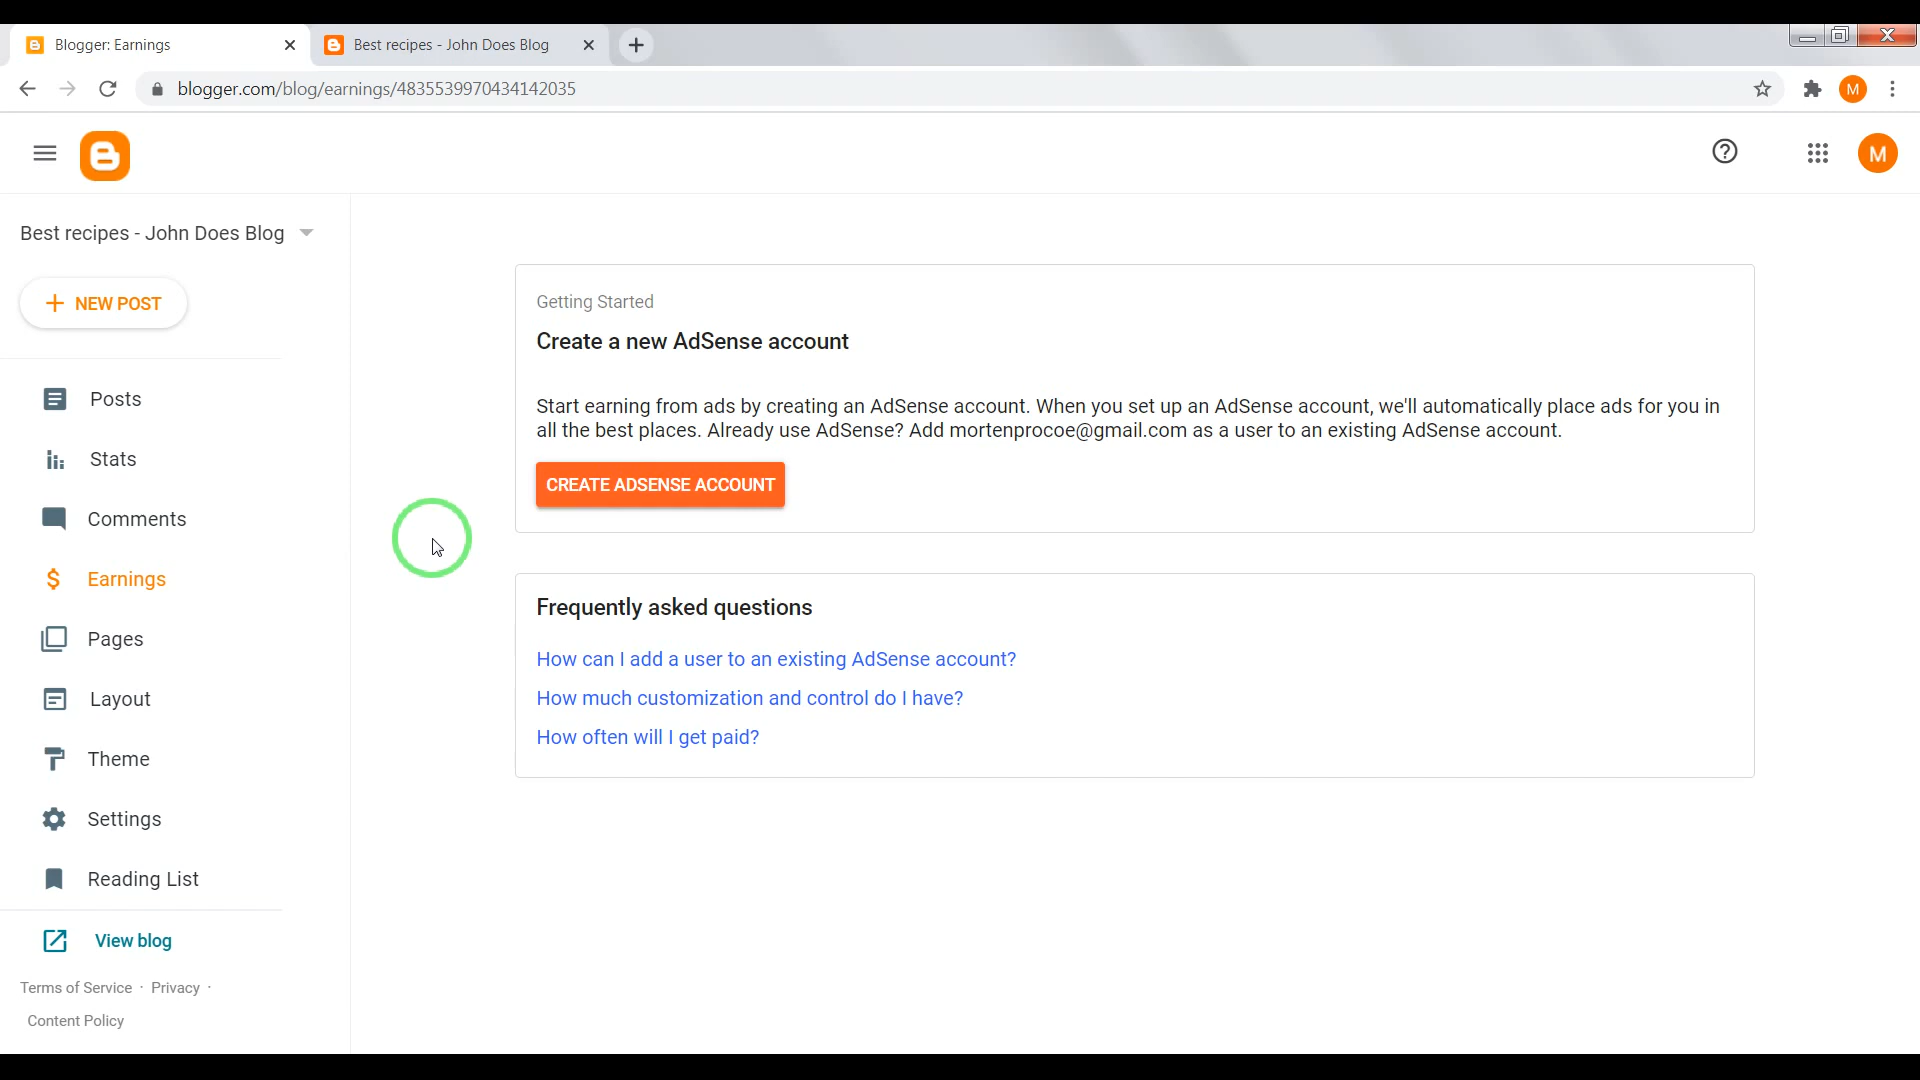 Blogger: Earnings
Best recipes - John Does Blog
blogger.com/blog/earnings/4835539970434142035
M
M
Best recipes - John Does Blog
NEW POST
Posts
Stats
Comments
Earnings
Pages
Layout
Theme
Settings
Reading List
View blog
Terms of Service · Privacy ·
Content Policy
Getting Started
Create a new AdSense account
Start earning from ads by creating an AdSense account. When you set up an AdSense account, we'll automatically place ads for you in
all the best places. Already use AdSense? Add mortenprocoe@gmail.com as a user to an existing AdSense account.
CREATE ADSENSE ACCOUNT
Frequently asked questions
How can I add a user to an existing AdSense account?
How much customization and control do I have?
How often will I get paid?